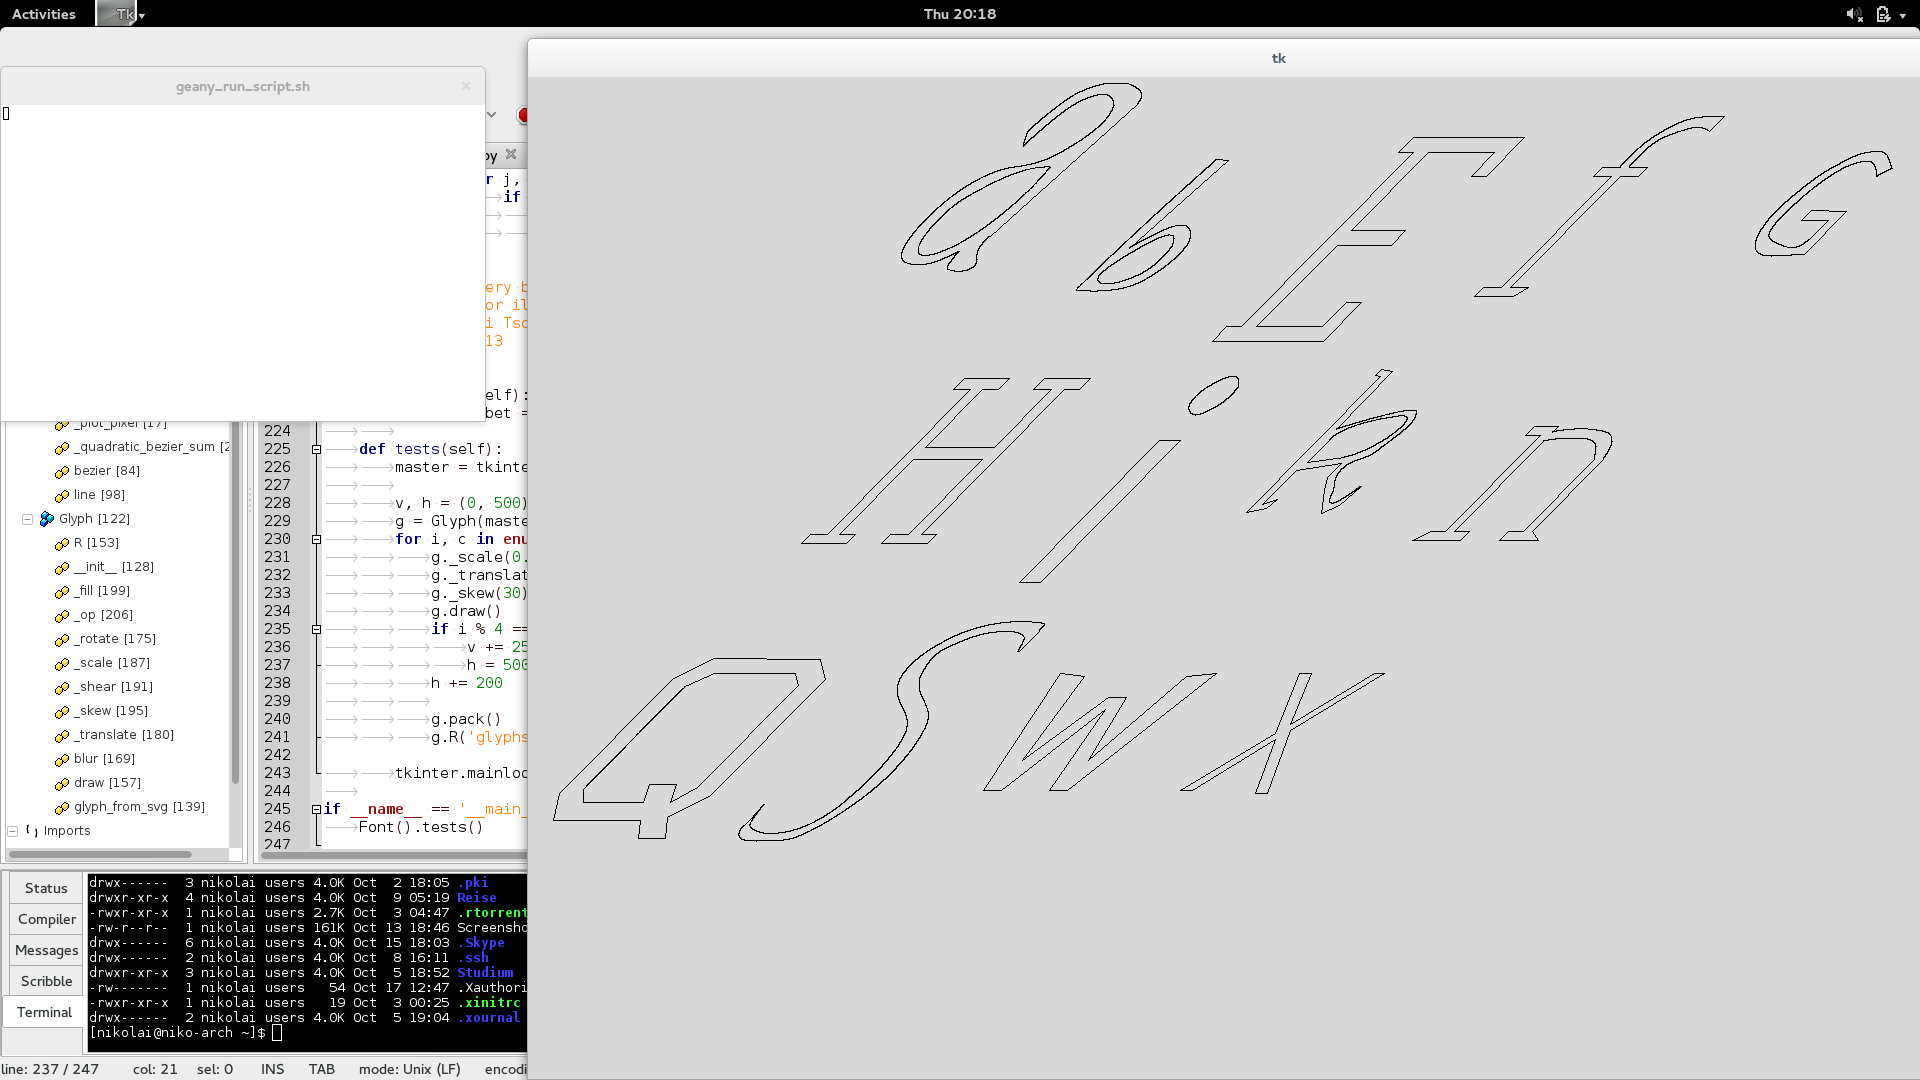 Activities
Tk
Thu 20:18
geany_run_script.sh
tk
py
r j,
if
ery b
or il
i Tsc
13
elf):
bet =
a b E f G
H i k n
Q S w x
_plot_pixel [17]
_quadratic_bezier_sum [2
bezier [84]
line [98]
Glyph [122]
R [153]
__init__ [128]
_fill [199]
_op [206]
_rotate [175]
_scale [187]
_shear [191]
_skew [195]
_translate [180]
blur [169]
draw [157]
glyph_from_svg [139]
Imports
224
225 def tests(self):
226 master = tkinte
227
228 v, h = (0, 500)
229 g = Glyph(maste
230 for i, c in enu
231 g._scale(0.
232 g._translat
233 g._skew(30)
234 g.draw()
235 if i % 4 ==
236 v += 25
237 h = 500
238 h += 200
239
240 g.pack()
241 g.R('glyphs
242
243 tkinter.mainloo
244
245 if __name__ == '__main_
246 Font().tests()
247
Status
Compiler
Messages
Scribble
Terminal
drwx------ 3 nikolai users 4.0K Oct 2 18:05 .pki
drwxr-xr-x 4 nikolai users 4.0K Oct 9 05:19 Reise
-rwxr-xr-x 1 nikolai users 2.7K Oct 3 04:47 .rtorrent
-rw-r--r-- 1 nikolai users 161K Oct 13 18:46 Screensho
drwx------ 6 nikolai users 4.0K Oct 15 18:03 .Skype
drwx------ 2 nikolai users 4.0K Oct 8 16:11 .ssh
drwxr-xr-x 3 nikolai users 4.0K Oct 5 18:52 Studium
-rw------- 1 nikolai users 54 Oct 17 12:47 .Xauthori
-rwxr-xr-x 1 nikolai users 19 Oct 3 00:25 .xinitrc
drwx------ 2 nikolai users 4.0K Oct 5 19:04 .xournal
[nikolai@niko-arch ~]$
line: 237 / 247 col: 21 sel: 0 INS TAB mode: Unix (LF) encodi